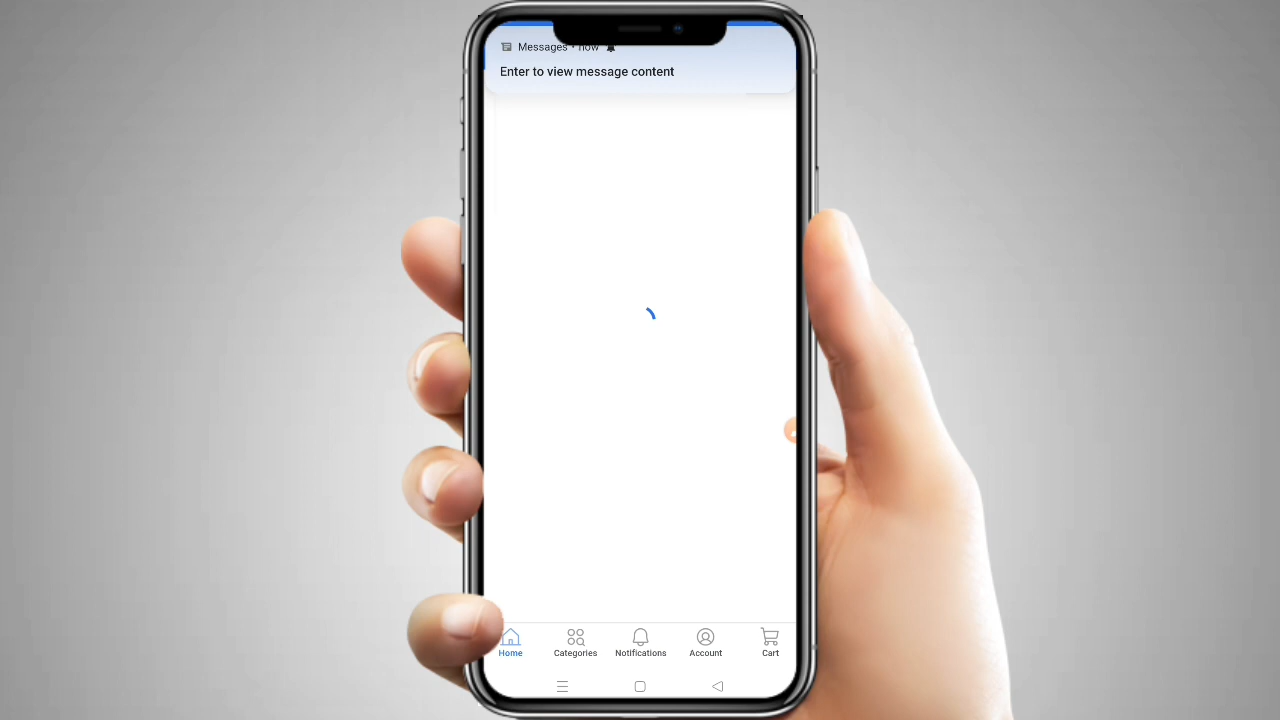 Messages • now
Enter to view message content
Home Categories Notifications Account Cart